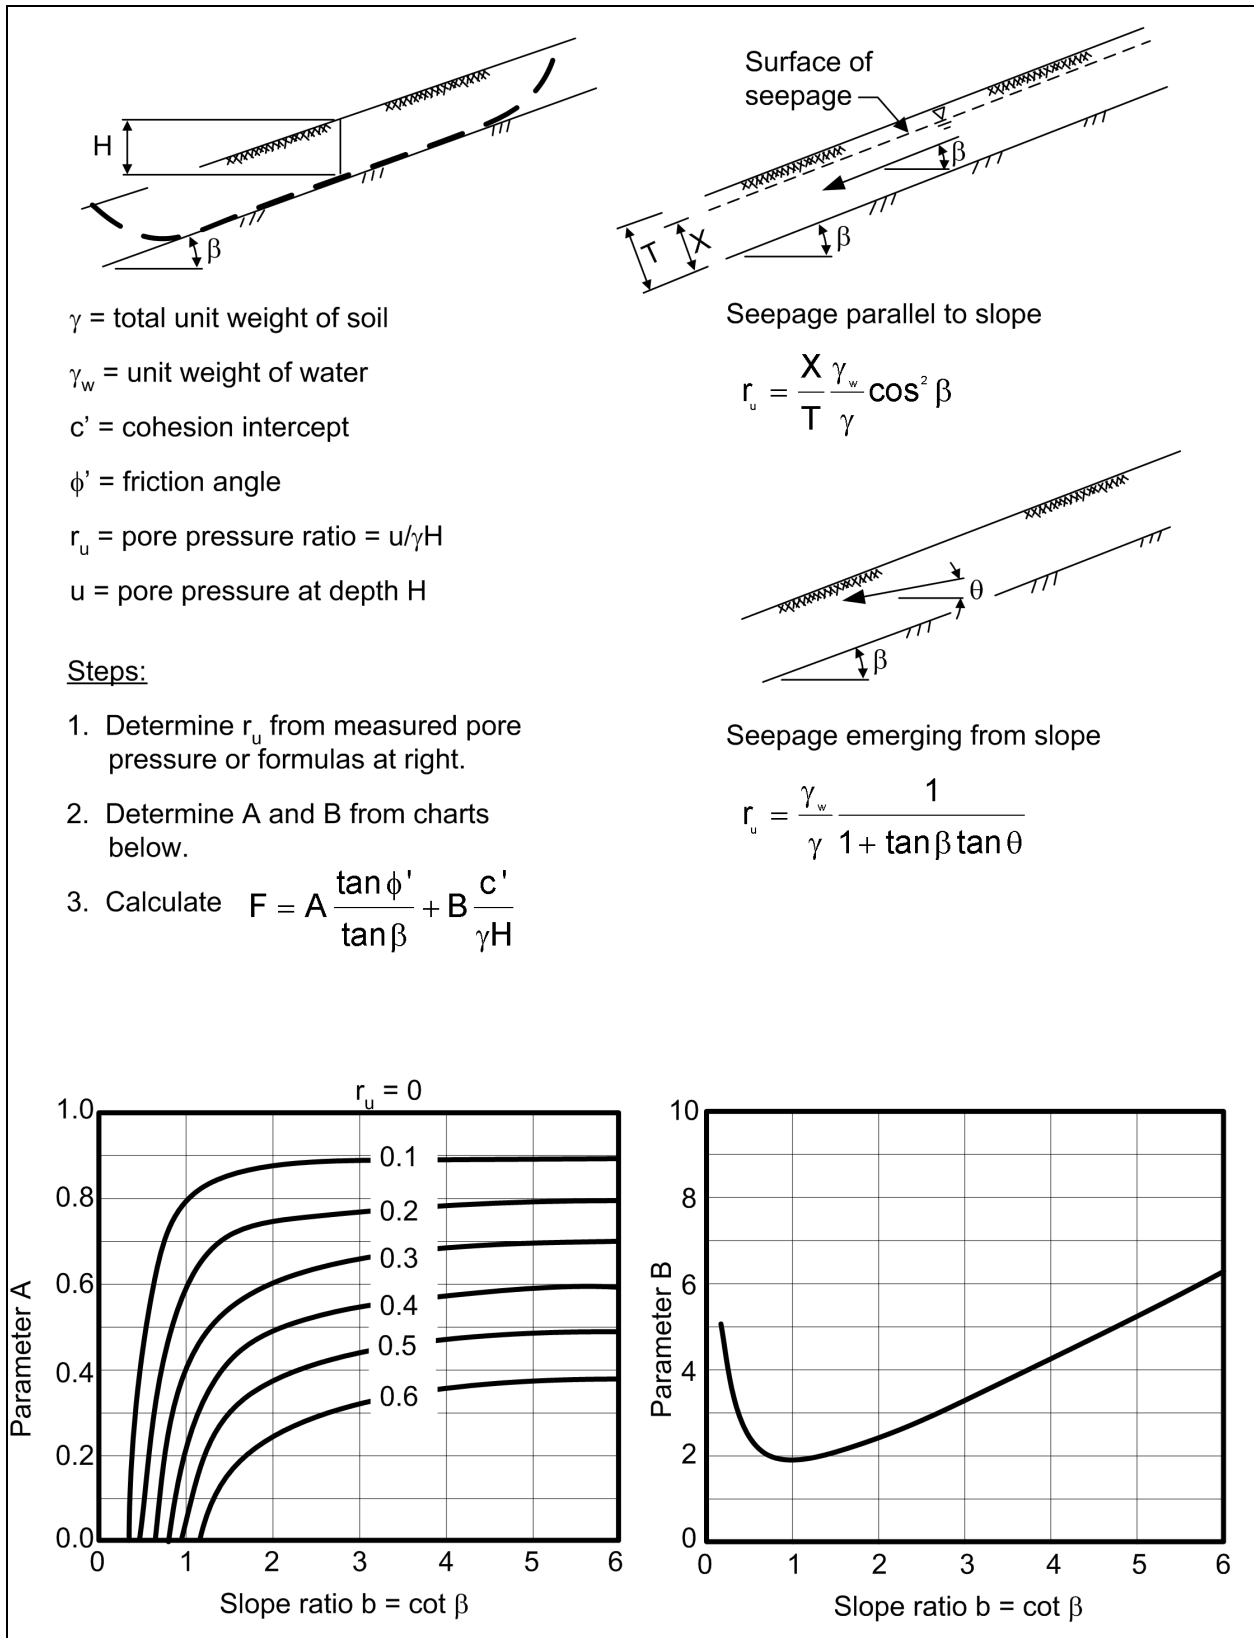 H
β
γ = total unit weight of soil
γw = unit weight of water
c’ = cohesion intercept
ϕ’ = friction angle
ru = pore pressure ratio = u/γH
u = pore pressure at depth H
Steps:
1. Determine ru from measured pore
pressure or formulas at right.
2. Determine A and B from charts
below.
3. Calculate F = A tan ϕ' / tan β + B c' / γH
Surface of
seepage
β
β
T
X
Seepage parallel to slope
ru = X / T γw / γ cos² β
θ
β
Seepage emerging from slope
ru = γw / γ 1 / 1 + tan β tan θ
ru = 0
1.0
0.8
0.6
0.4
0.2
0.0
0.1
0.2
0.3
0.4
0.5
0.6
Parameter A
0 1 2 3 4 5 6
Slope ratio b = cot β
10
8
6
4
2
0
Parameter B
0 1 2 3 4 5 6
Slope ratio b = cot β